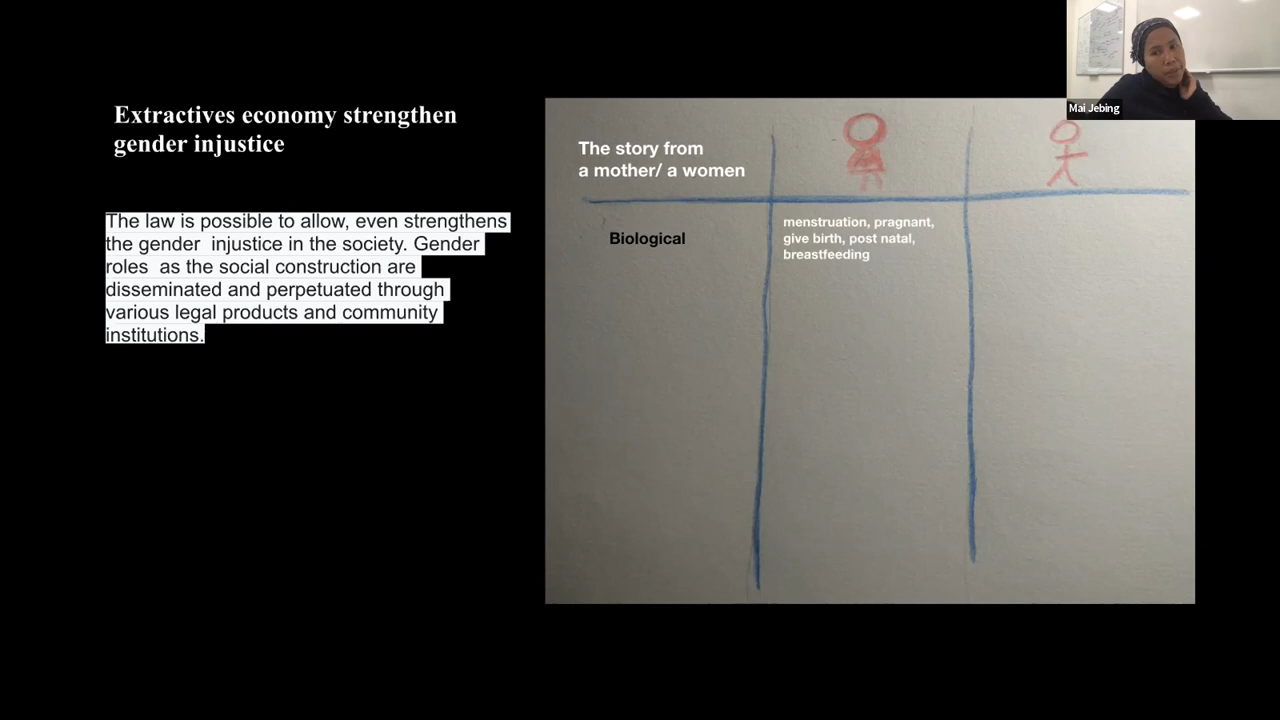 Extractives economy strengthen
gender injustice
The law is possible to allow, even strengthens
the gender  injustice in the society. Gender
roles  as the social construction are
disseminated and perpetuated through
various legal products and community
institutions.
The story from
a mother/ a women
Biological
menstruation, pragnant,
give birth, post natal,
breastfeeding
Mai Jebing